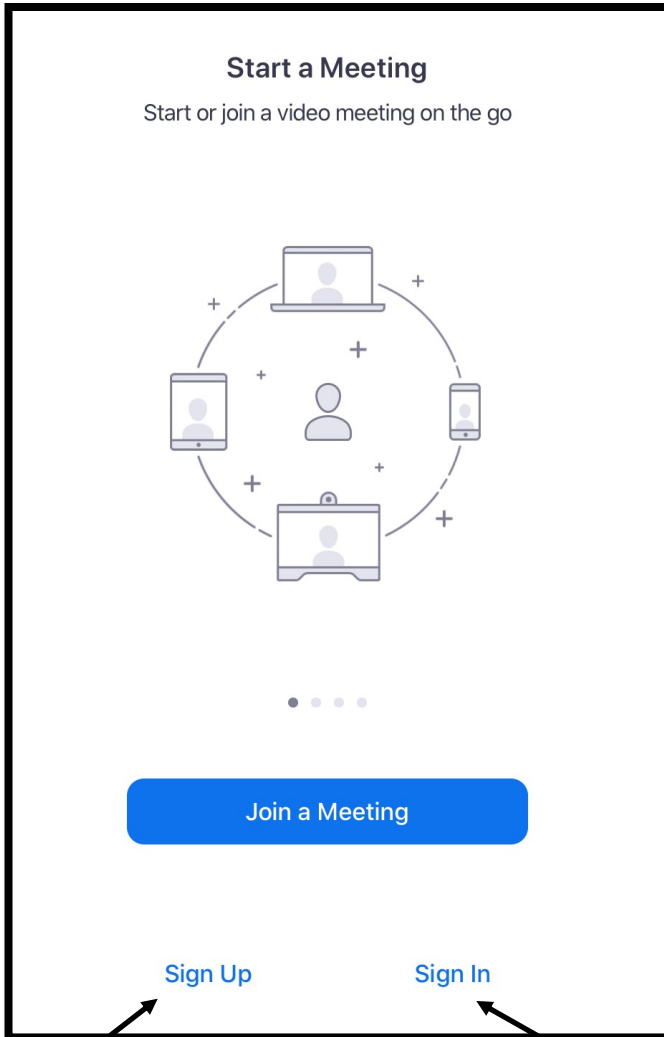 Start a Meeting
Start or join a video meeting on the go
Join a Meeting
Sign Up
Sign In